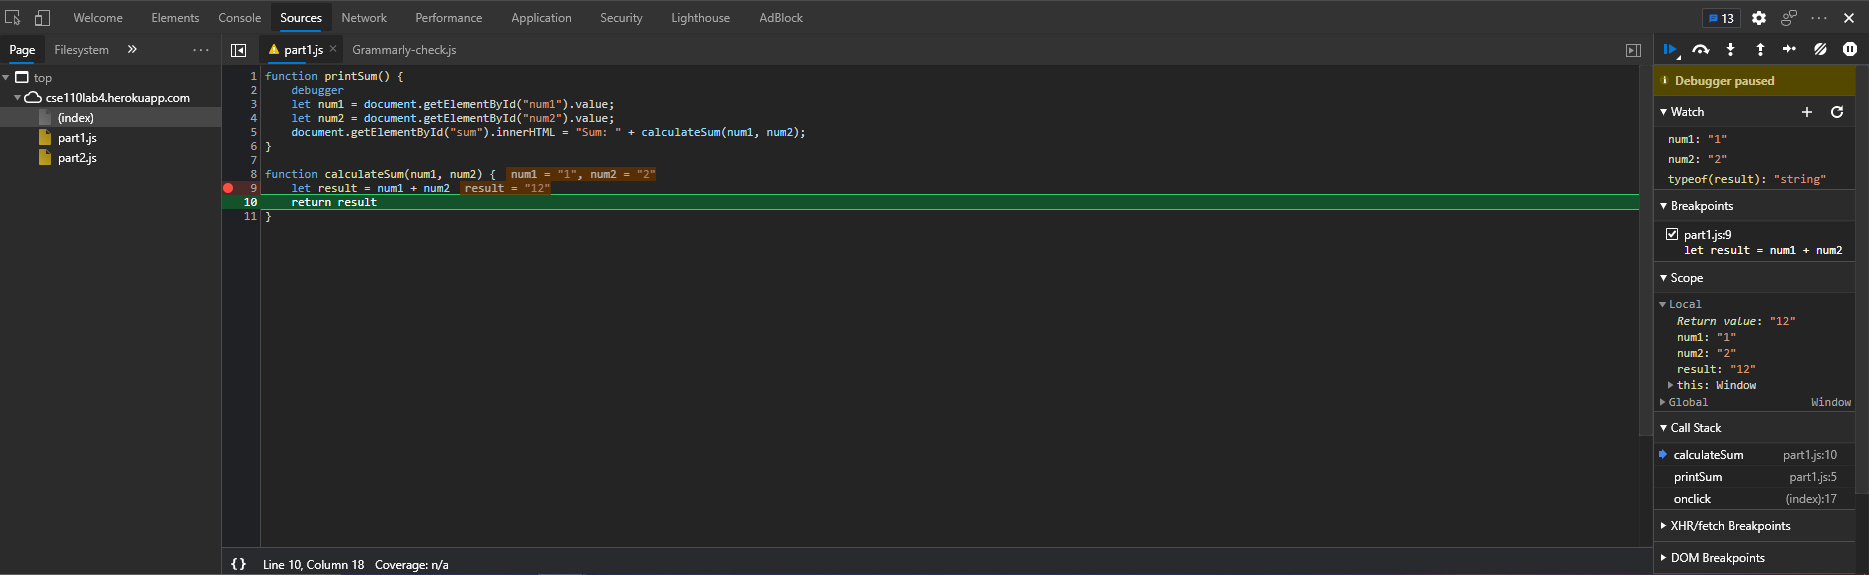 Welcome Elements Console Sources Network Performance Application Security Lighthouse AdBlock 13
Page Filesystem
top
cse110lab4.herokuapp.com
(index)
part1.js
part2.js
part1.js Grammarly-check.js
1 function printSum() {
2 debugger
3 let num1 = document.getElementById("num1").value;
4 let num2 = document.getElementById("num2").value;
5 document.getElementById("sum").innerHTML = "Sum: " + calculateSum(num1, num2);
6 }
7
8 function calculateSum(num1, num2) { num1 = "1", num2 = "2"
9 let result = num1 + num2 result = "12"
10 return result
11 }
{} Line 10, Column 18 Coverage: n/a
Debugger paused
Watch
num1: "1"
num2: "2"
typeof(result): "string"
Breakpoints
part1.js:9
let result = num1 + num2
Scope
Local
Return value: "12"
num1: "1"
num2: "2"
result: "12"
this: Window
Global Window
Call Stack
calculateSum part1.js:10
printSum part1.js:5
onclick (index):17
XHR/fetch Breakpoints
DOM Breakpoints